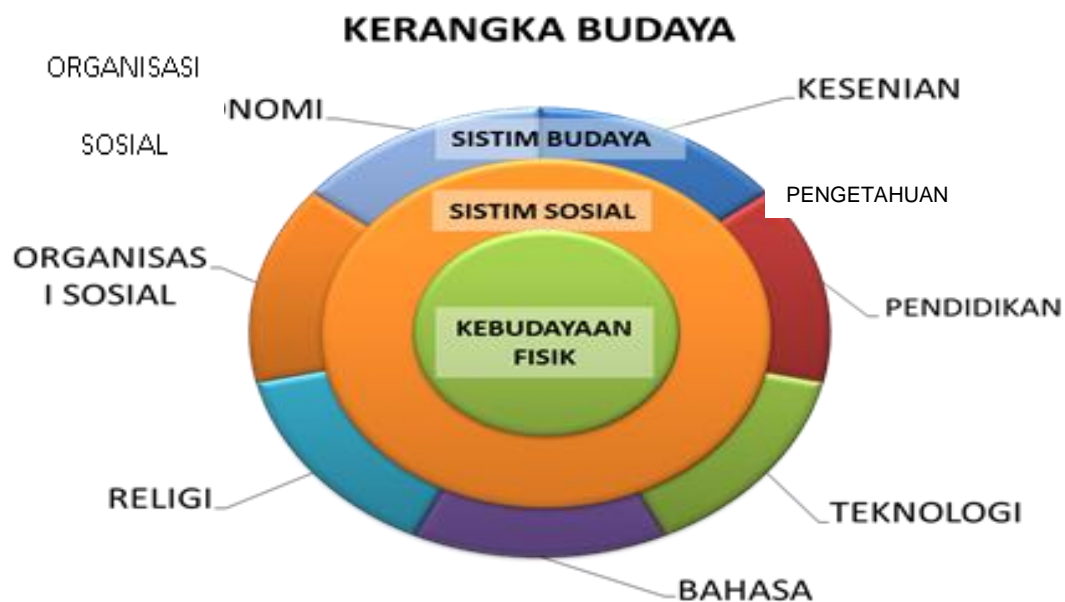 KERANGKA BUDAYA
ORGANISASI
SOSIAL
NOMI
KESENIAN
SISTIM BUDAYA
PENGETAHUAN
SISTIM SOSIAL
ORGANISAS
I SOSIAL
PENDIDIKAN
KEBUDAYAAN
FISIK
RELIGI
TEKNOLOGI
BAHASA